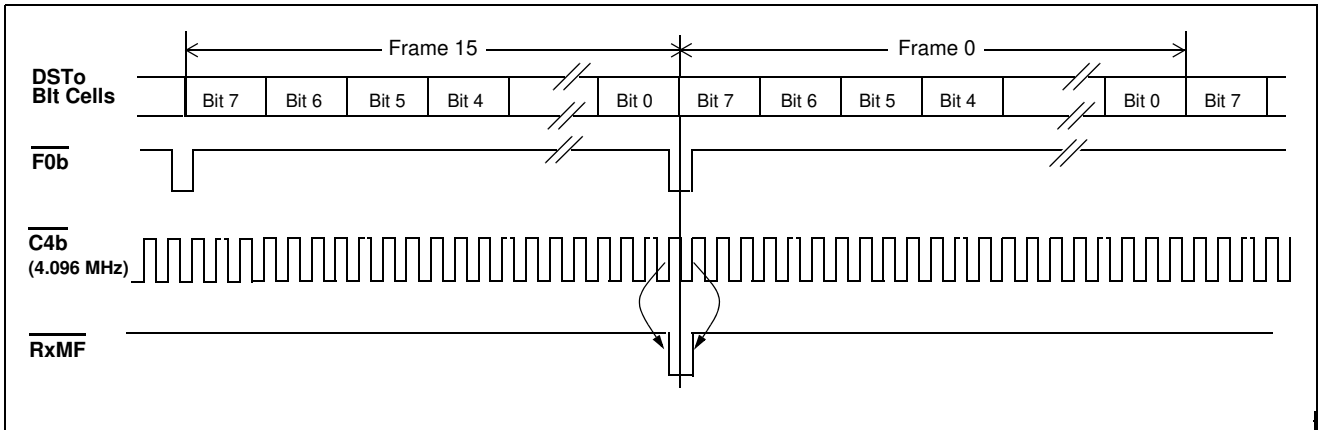 Frame 15
Frame 0
DSTo
BIt Cells
Bit 7 Bit 6 Bit 5 Bit 4 Bit 0 Bit 7 Bit 6 Bit 5 Bit 4 Bit 0 Bit 7
F0b
C4b
(4.096 MHz)
RxMF